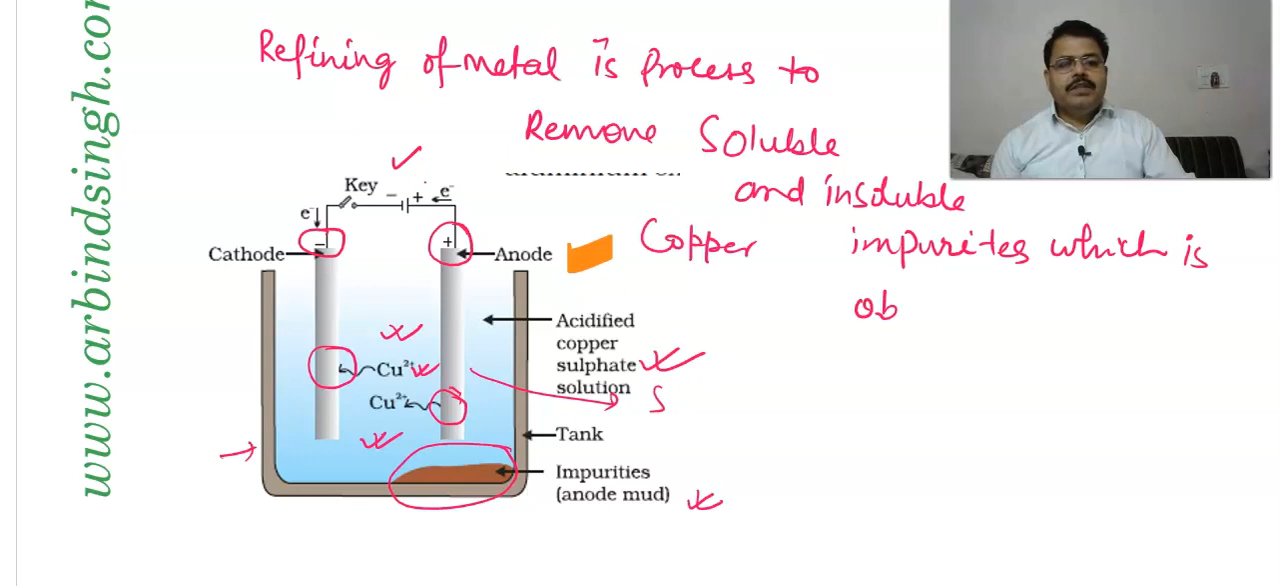 www.arbindsingh.com
Refining of metal is process to
Remove Soluble
and insoluble
Copper impurites which is
ob
Key
e⁻ − + e⁻
− +
Cathode
Anode
Acidified
copper
sulphate
solution
S
Cu²⁺
Cu²⁺
Tank
Impurities
(anode mud)